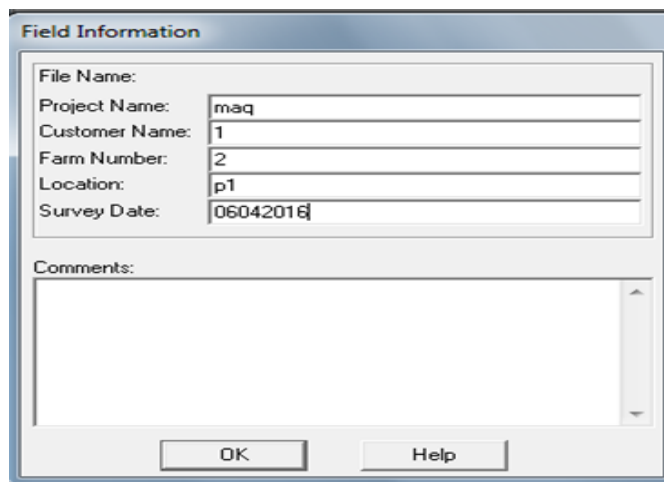 Field Information
File Name:
Project Name: maq
Customer Name: 1
Farm Number: 2
Location: p1
Survey Date: 06042016
Comments:
OK Help